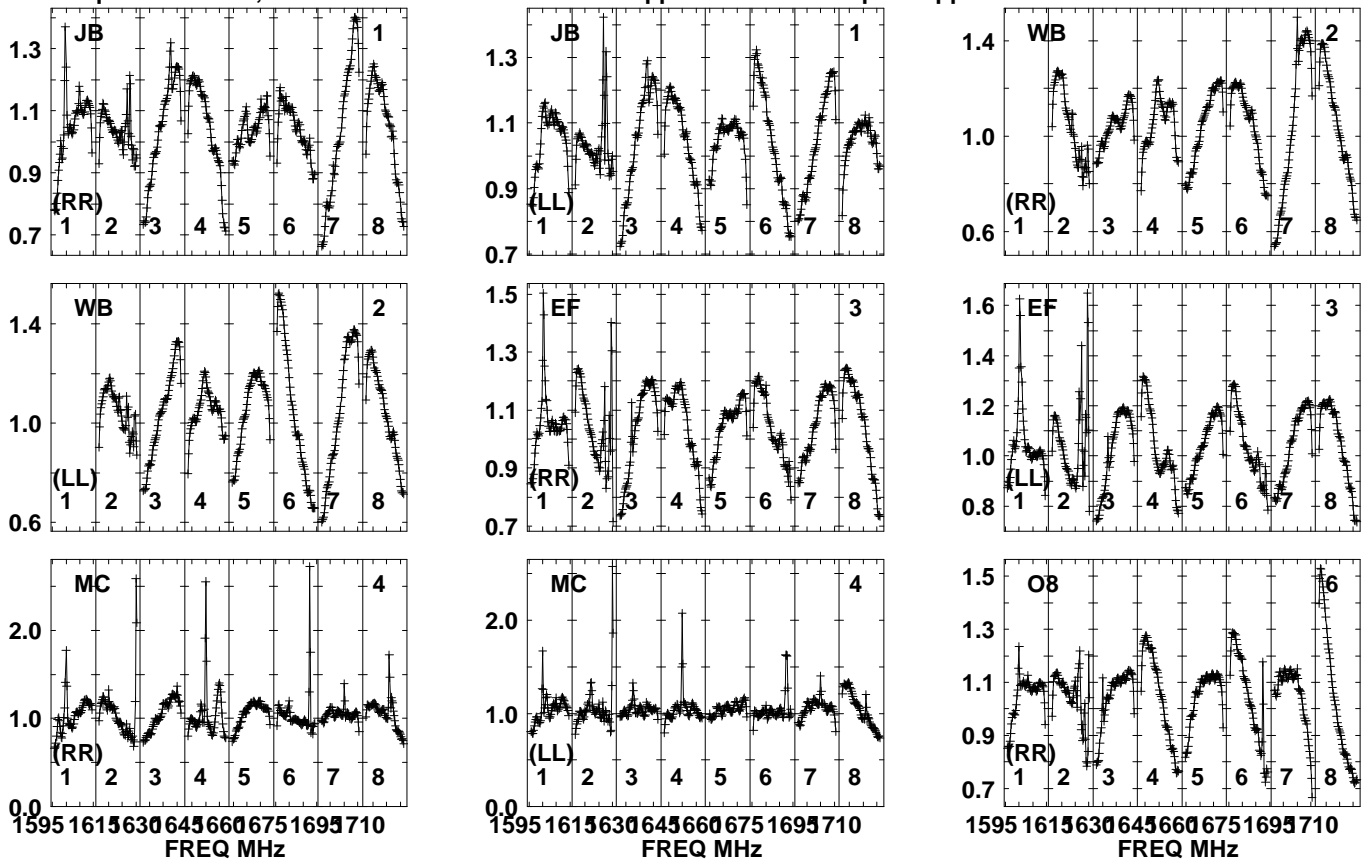 JB 1
1.3
1.1
0.9
0.7
(RR)
1 2 3 4 5 6 7 8
JB 1
1.3
1.1
0.9
0.7
(LL)
1 2 3 4 5 6 7 8
WB 2
1.4
1.0
0.6
(RR)
1 2 3 4 5 6 7 8
WB 2
1.4
1.0
0.6
(LL)
1 2 3 4 5 6 7 8
EF 3
1.5
1.3
1.1
0.9
0.7
(RR)
1 2 3 4 5 6 7 8
EF 3
1.6
1.4
1.2
1.0
0.8
(LL)
1 2 3 4 5 6 7 8
MC 4
2.0
1.0
0.0
(RR)
1 2 3 4 5 6 7 8
1595 1615 1630 1645 1660 1675 1695 1710
FREQ MHz
MC 4
2.0
1.0
0.0
(LL)
1 2 3 4 5 6 7 8
1595 1615 1630 1645 1660 1675 1695 1710
FREQ MHz
O8 6
1.5
1.3
1.1
0.9
0.7
(RR)
1 2 3 4 5 6 7 8
1595 1615 1630 1645 1660 1675 1695 1710
FREQ MHz